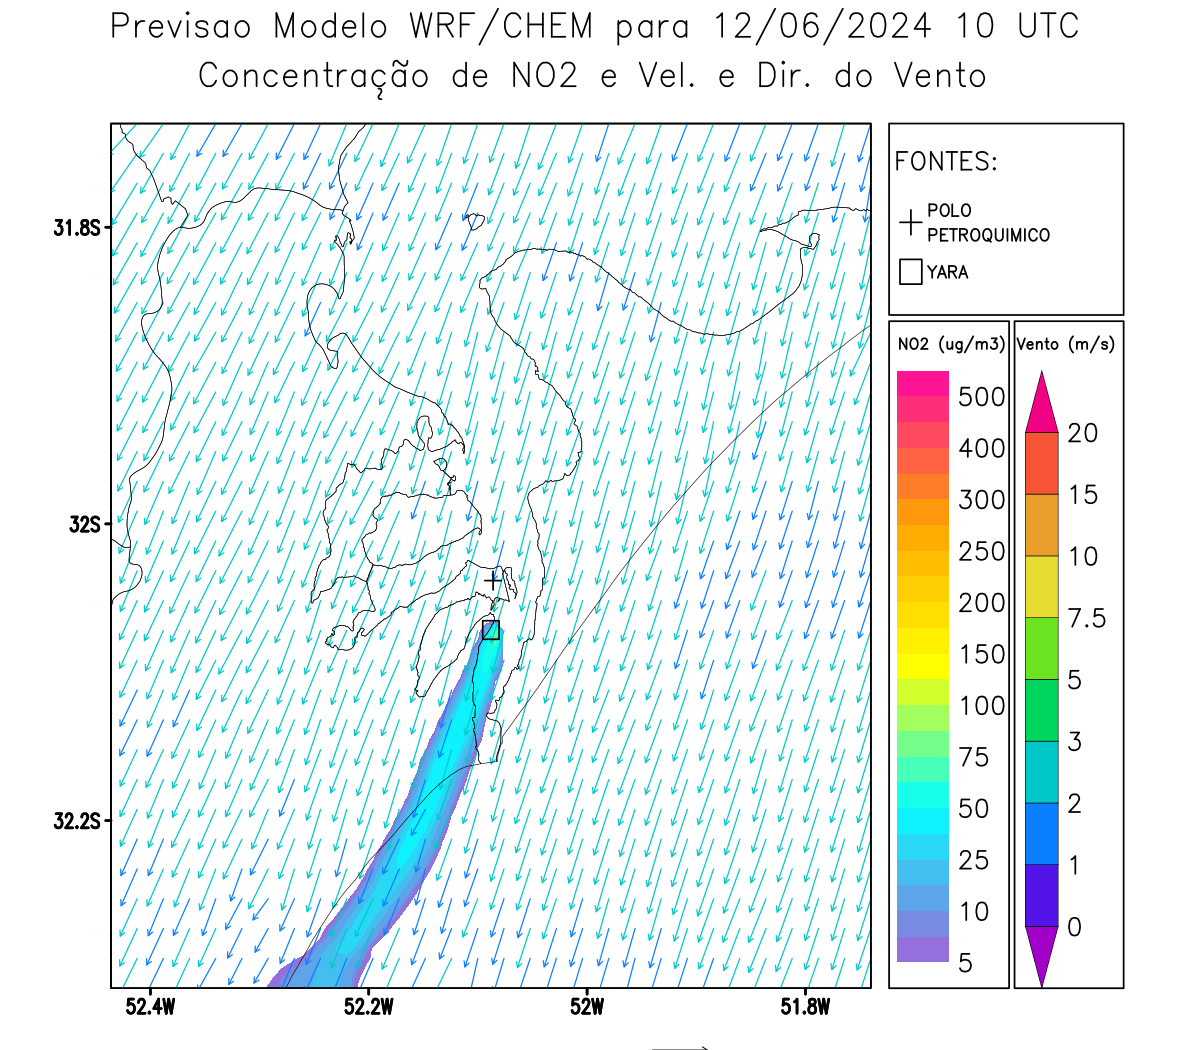 Previsao Modelo WRF/CHEM para 12/06/2024 10 UTC
Concentração de NO2 e Vel. e Dir. do Vento
FONTES:
POLO
PETROQUIMICO
YARA
NO2 (ug/m3)
500
400
300
250
200
150
100
75
50
25
10
5
Vento (m/s)
20
15
10
7.5
5
3
2
1
0
31.8S
32S
32.2S
52.4W
52.2W
52W
51.8W